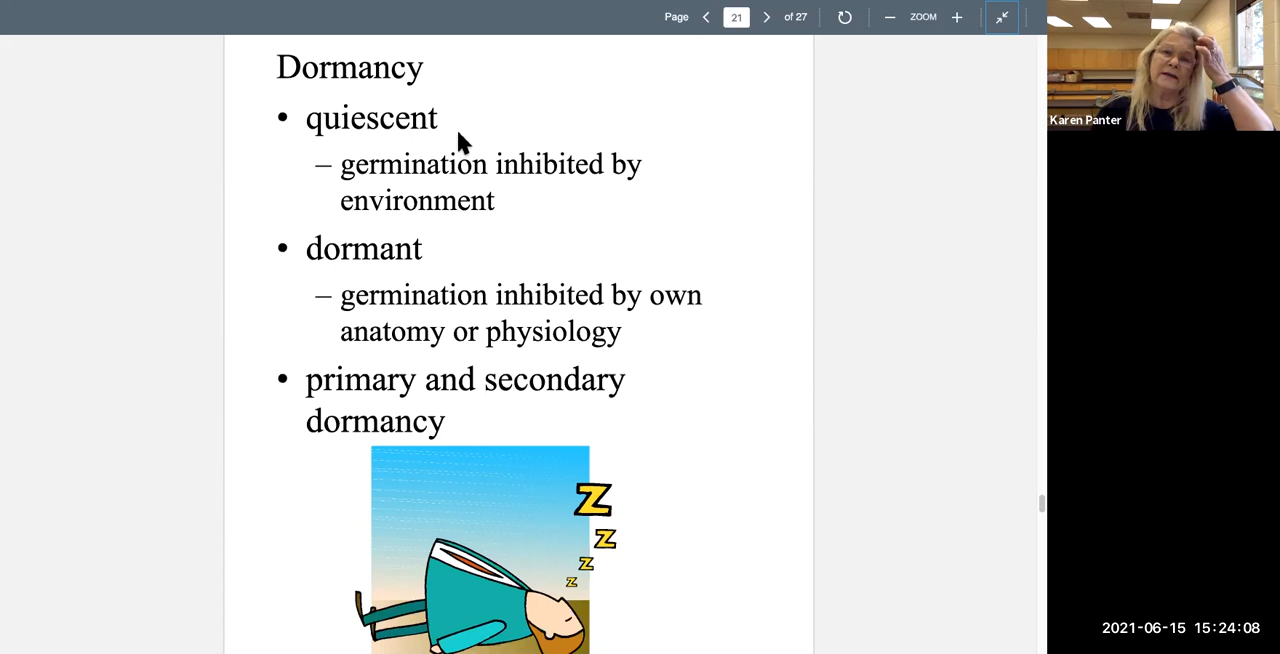 Page 21 of 27 ZOOM
Dormancy
• quiescent
– germination inhibited by
environment
• dormant
– germination inhibited by own
anatomy or physiology
• primary and secondary
dormancy
Z
Z
Z
Z
Karen Panter
2021-06-15 15:24:08